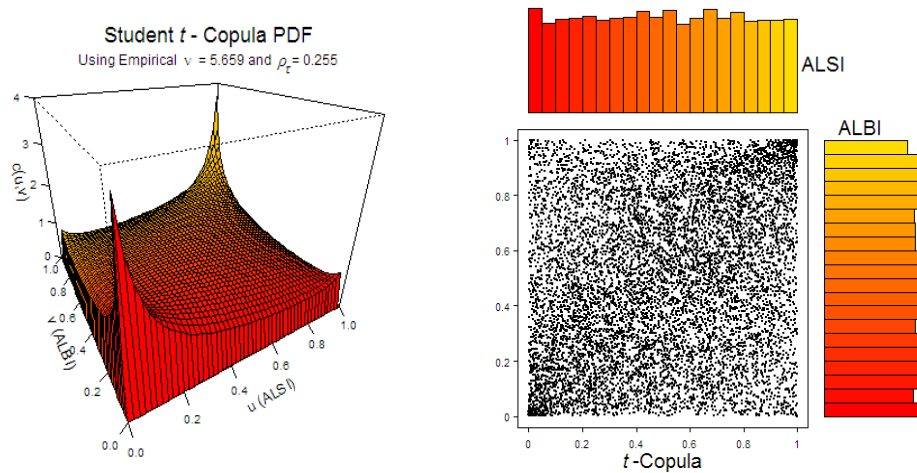 Student t - Copula PDF
Using Empirical ν = 5.659 and ρτ = 0.255
4
3
2
1
0
c(u,v)
1.0
0.8
0.6
0.4
0.2
0.0
v (ALBI)
0.0
0.2
0.4
0.6
0.8
1.0
u (ALSI)
ALSI
ALBI
1
0.8
0.6
0.4
0.2
0
0 0.2 0.4 0.6 0.8 1
t -Copula